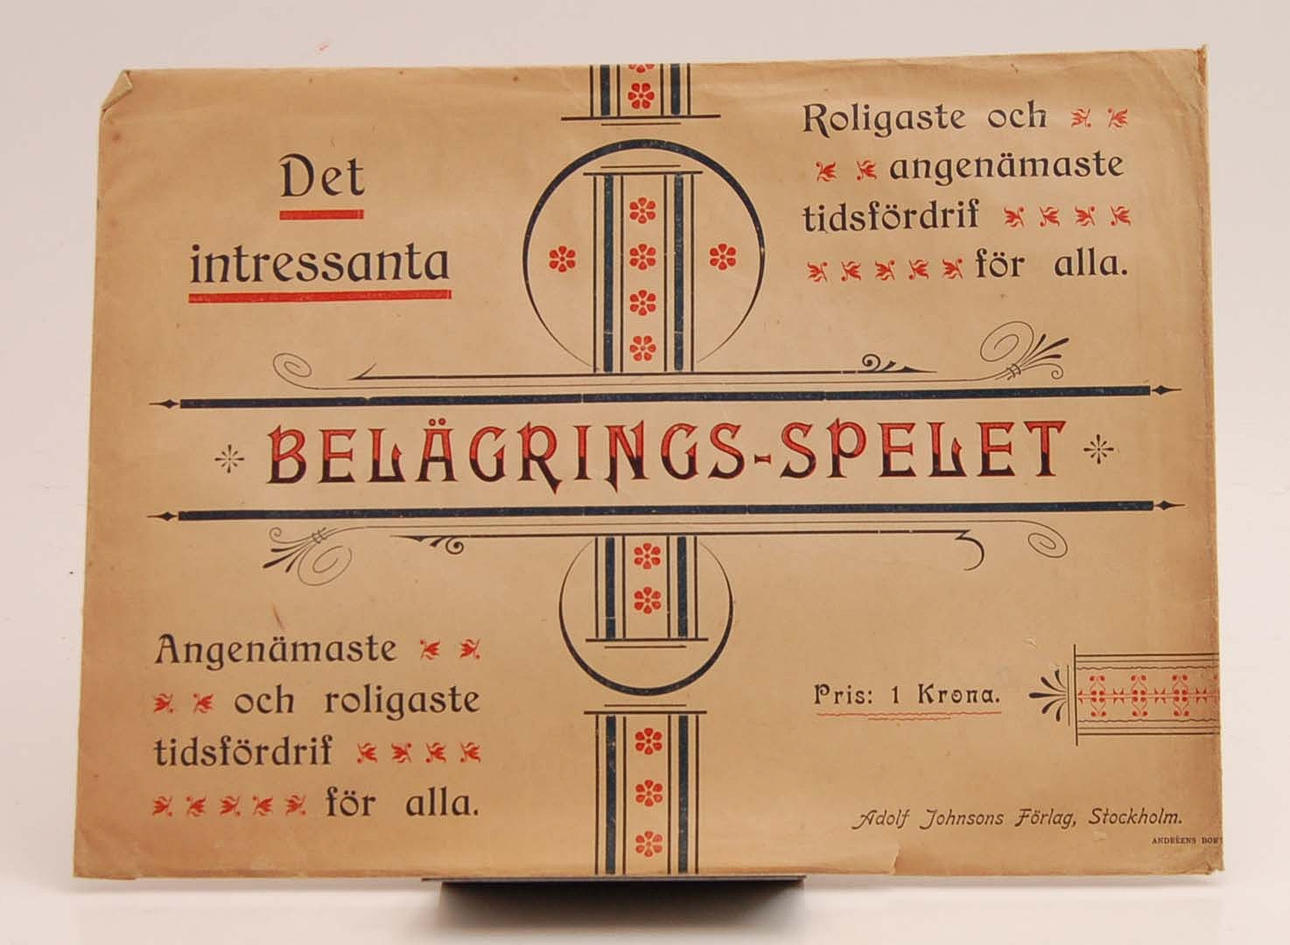 Det
intressanta
Roligaste och
angenämaste
tidsfördrif
för alla.
BELÄGRINGS-SPELET
Angenämaste
och roligaste
tidsfördrif
för alla.
Pris: 1 Krona.
Adolf Johnsons Förlag, Stockholm.
ANDRÉENS